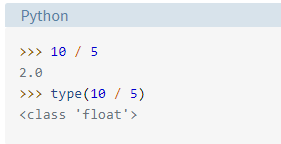 Python
>>> 10 / 5
2.0
>>> type(10 / 5)
<class 'float'>